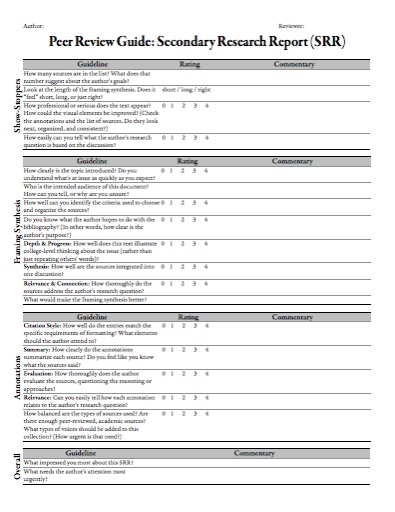 Author: Reviewer:
Peer Review Guide: Secondary Research Report (SRR)
Show-Stoppers
Guideline Rating Commentary
How many sources are in the list? What does that
number suggest about the author's goals?
Look at the length of the framing synthesis. Does it short / long / right
"feel" short, long, or just right?
How professional or serious does the text appear? 0 1 2 3 4
How could the visual elements be improved? (Check
the annotations and the list of sources. Do they look
neat, organized, and consistent?)
How easily can you tell what the author's research 0 1 2 3 4
question is based on the discussion?
Framing Synthesis
Guideline Rating Commentary
How clearly is the topic introduced? Do you 0 1 2 3 4
understand what's at issue as quickly as you expect?
Who is the intended audience of this document?
How can you tell, or why are you unsure?
How well can you identify the criteria used to choose 0 1 2 3 4
and organize the sources?
Do you know what the author hopes to do with the 0 1 2 3 4
bibliography? (In other words, how clear is the
author's purpose?)
Depth & Progress: How well does this text illustrate 0 1 2 3 4
college-level thinking about the issue (rather than
just repeating others' words)?
Synthesis: How well are the sources integrated into 0 1 2 3 4
one discussion?
Relevance & Connection: How thoroughly do the 0 1 2 3 4
sources address the author's research question?
What would make the framing synthesis better?
Annotations
Guideline Rating Commentary
Citation Style: How well do the entries match the 0 1 2 3 4
specific requirements of formatting? What elements
should the author attend to?
Summary: How clearly do the annotations 0 1 2 3 4
summarize each source? Do you feel like you know
what the sources said?
Evaluation: How thoroughly does the author 0 1 2 3 4
evaluate the sources, questioning the reasoning or
approaches?
Relevance: Can you easily tell how each annotation 0 1 2 3 4
relates to the author's research question?
How balanced are the types of sources used? Are 0 1 2 3 4
there enough peer-reviewed, academic sources?
What types of voices should be added to this
collection? (How urgent is that need?)
Overall
Guideline Commentary
What impressed you most about this SRR?
What needs the author's attention most
urgently?